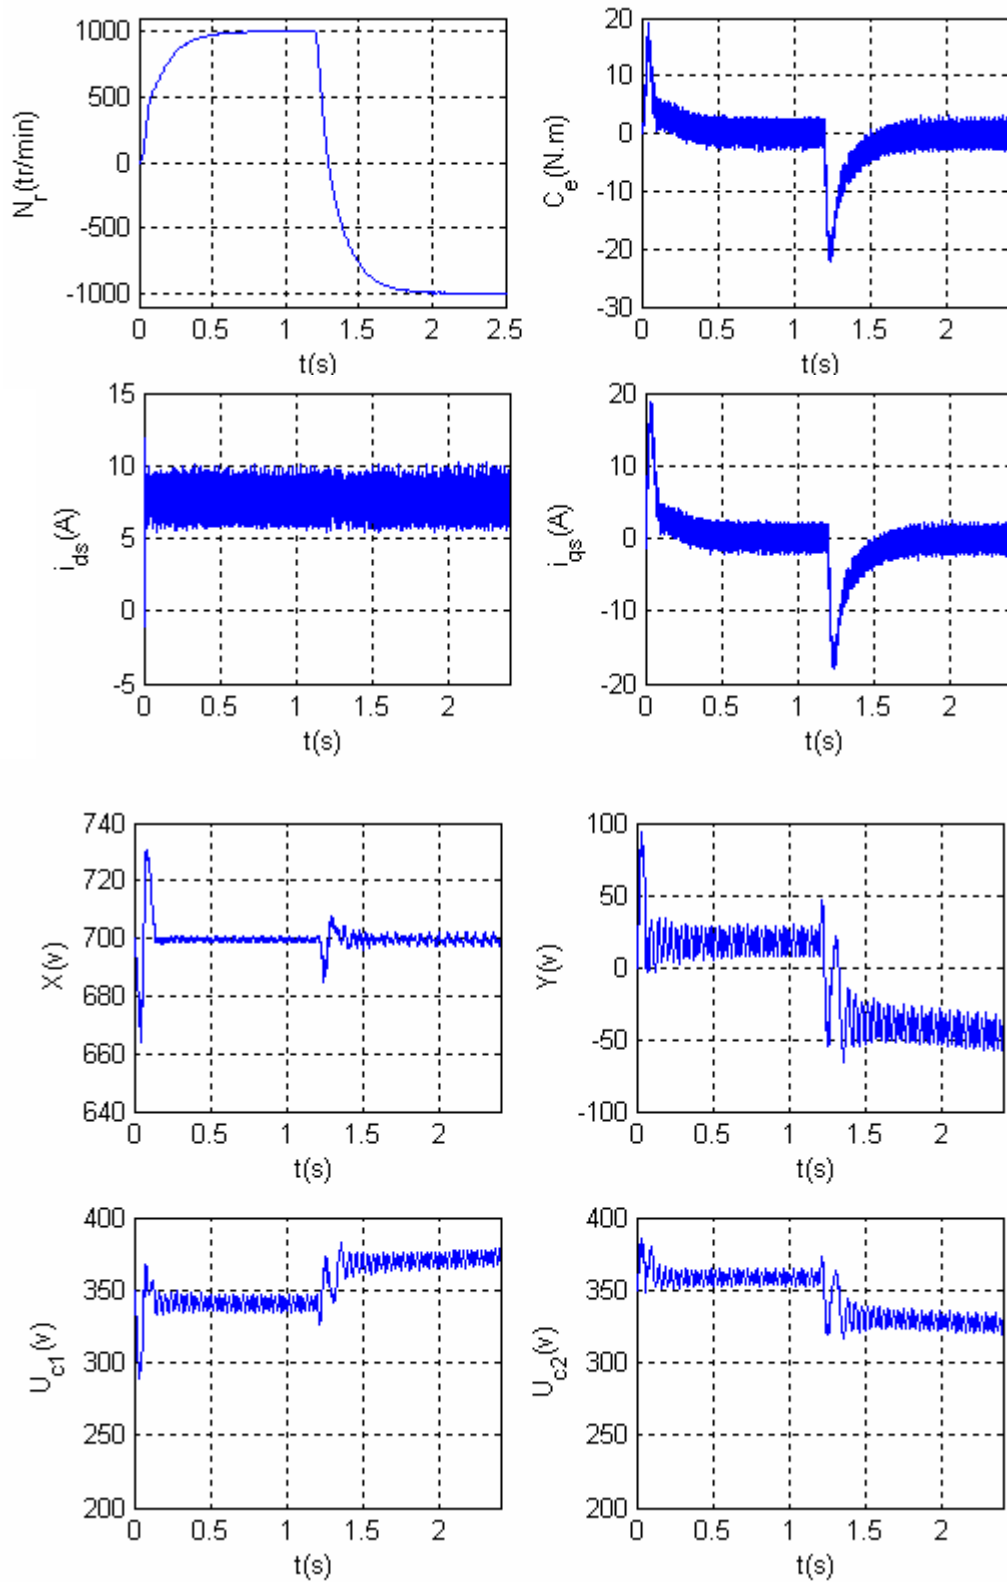 1000
500
0
-500
-1000
N_r(tr/min)
0 0.5 1 1.5 2 2.5
t(s)
20
10
0
-10
-20
-30
C_e(N.m)
0 0.5 1 1.5 2
t(s)
15
10
5
0
-5
i_ds(A)
0 0.5 1 1.5 2
t(s)
20
10
0
-10
-20
i_qs(A)
0 0.5 1 1.5 2
t(s)
740
720
700
680
660
640
X(v)
0 0.5 1 1.5 2
t(s)
100
50
0
-50
-100
Y(v)
0 0.5 1 1.5 2
t(s)
400
350
300
250
200
U_c1(v)
0 0.5 1 1.5 2
t(s)
400
350
300
250
200
U_c2(v)
0 0.5 1 1.5 2
t(s)